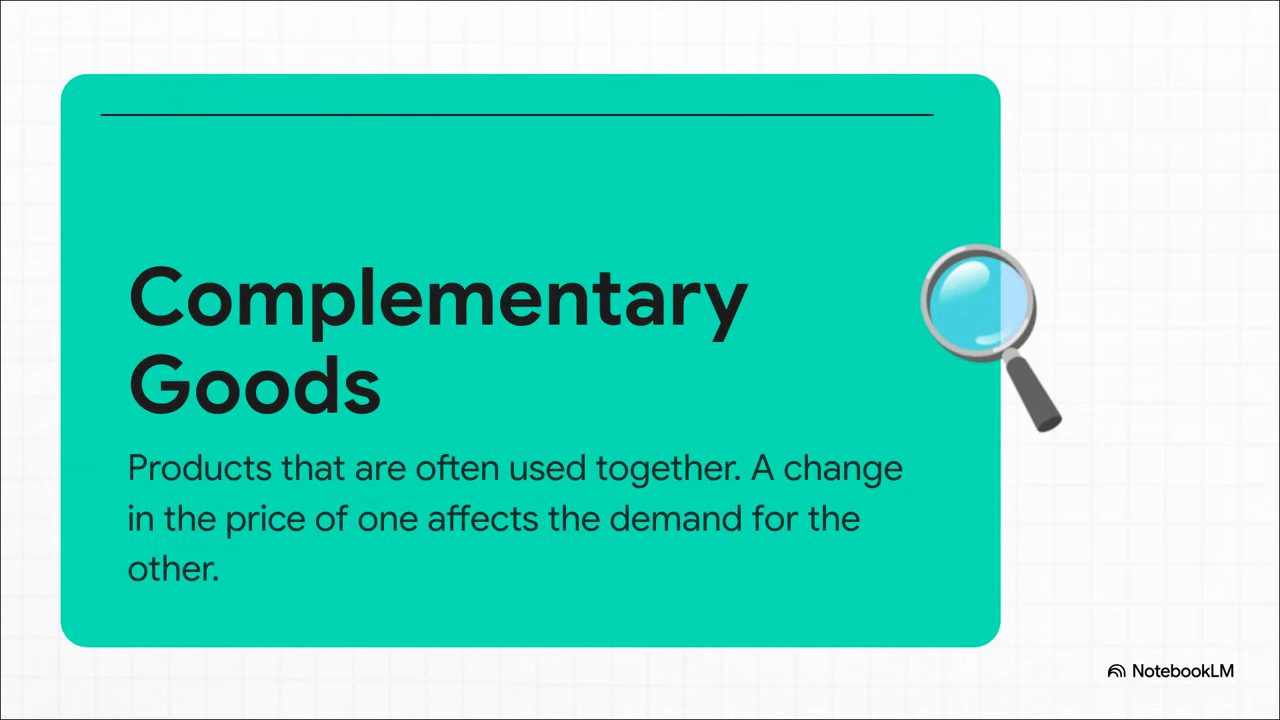 Complementary
Goods
Products that are often used together. A change
in the price of one affects the demand for the
other.
NotebookLM